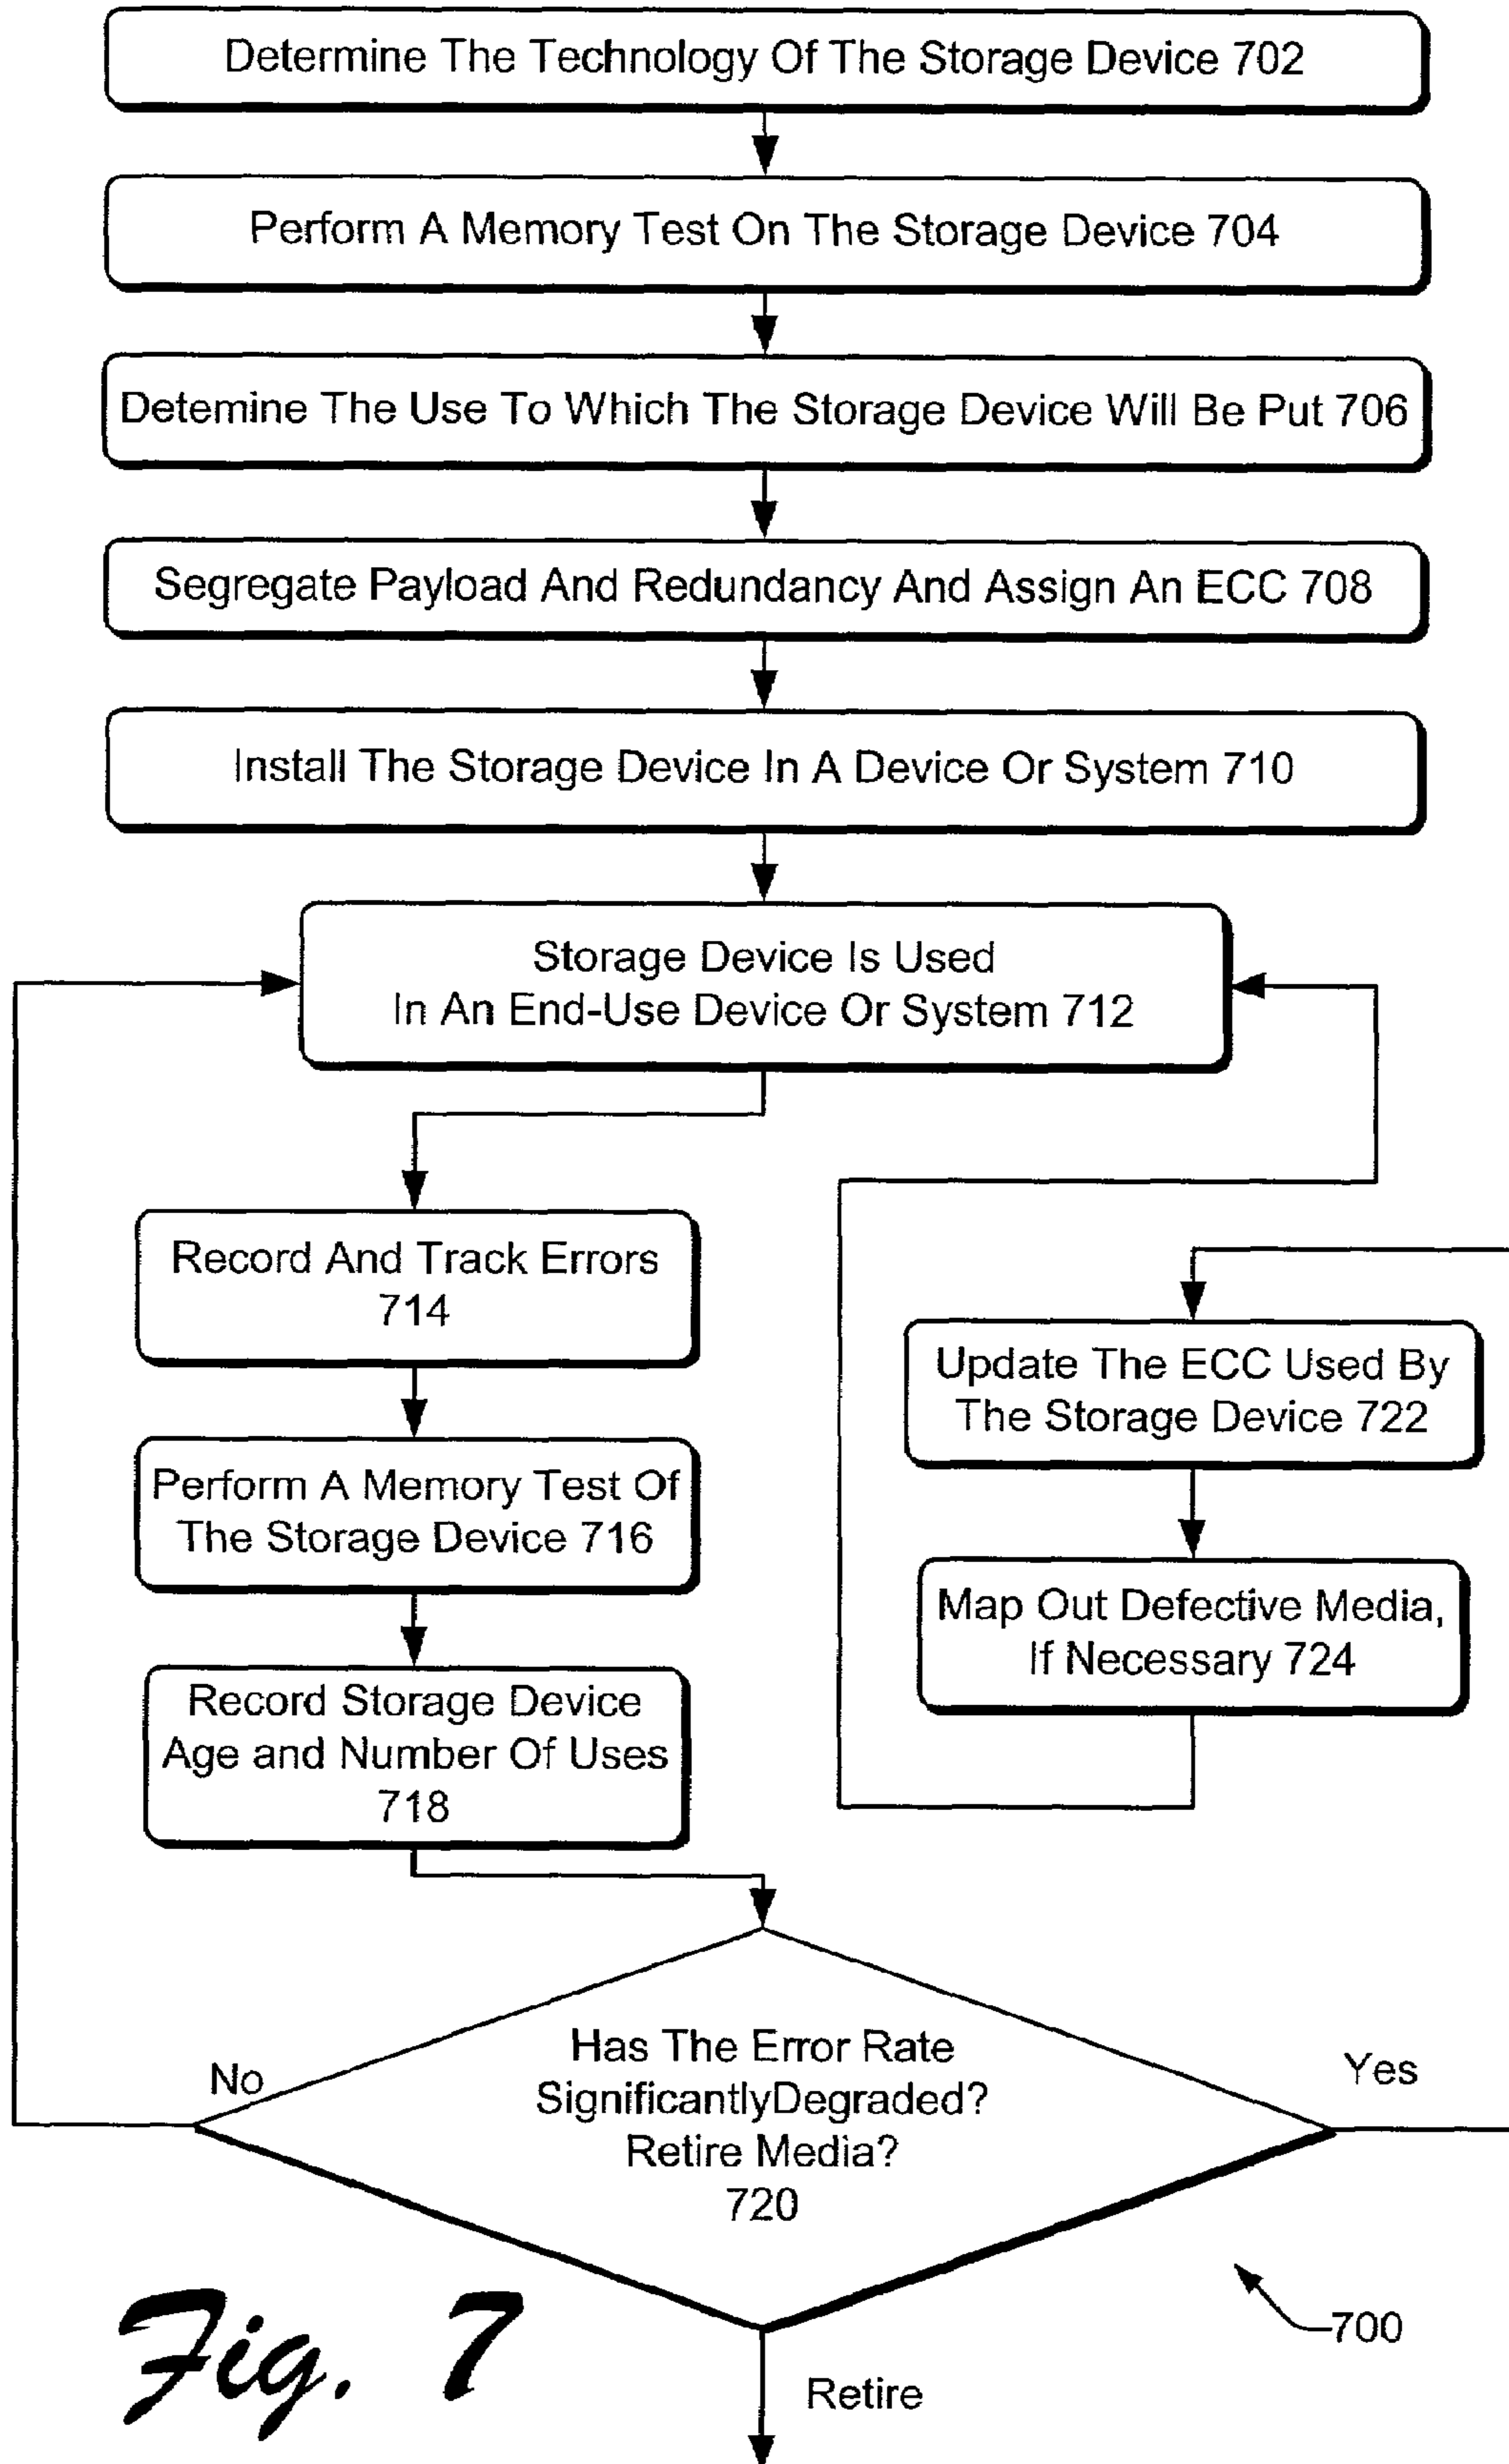 Determine The Technology Of The Storage Device 702
Perform A Memory Test On The Storage Device 704
Detemine The Use To Which The Storage Device Will Be Put 706
Segregate Payload And Redundancy And Assign An ECC 708
Install The Storage Device In A Device Or System 710
Storage Device Is Used
In An End-Use Device Or System 712
Record And Track Errors
714
Perform A Memory Test Of
The Storage Device 716
Record Storage Device
Age and Number Of Uses
718
Update The ECC Used By
The Storage Device 722
Map Out Defective Media,
If Necessary 724
Has The Error Rate
SignificantlyDegraded?
Retire Media?
720
No
Yes
Retire
700
Fig. 7